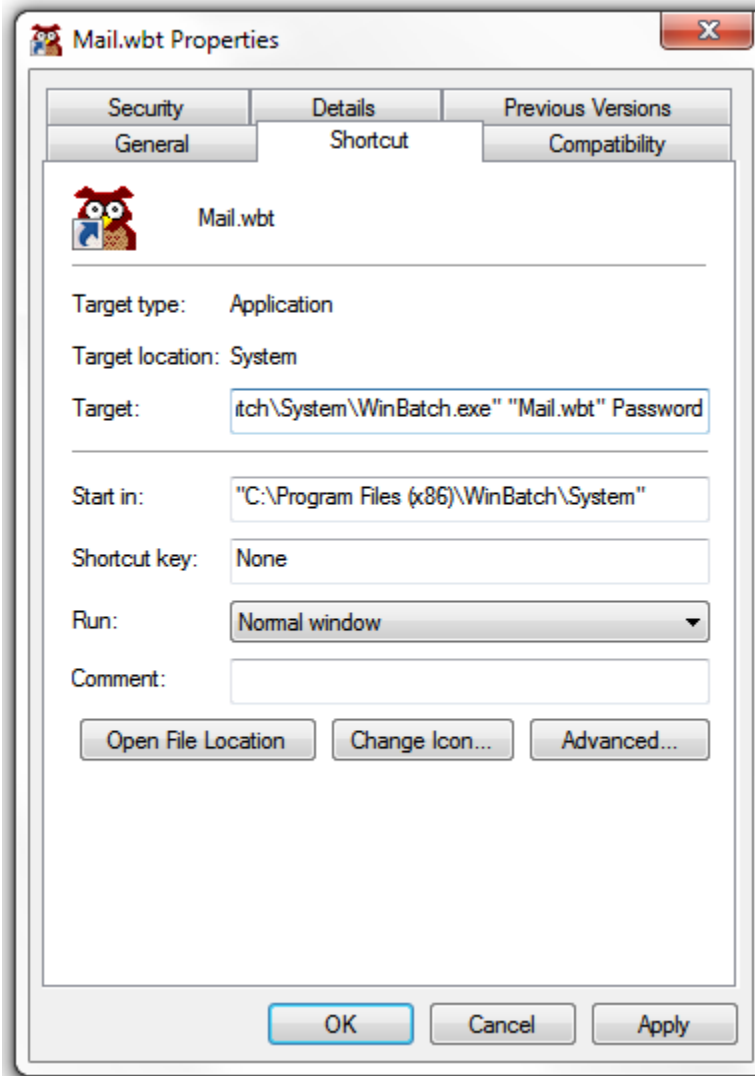 Mail.wbt Properties
x
Security Details Previous Versions
General Shortcut Compatibility
Mail.wbt
Target type: Application
Target location: System
Target: itch\System\WinBatch.exe" "Mail.wbt" Password
Start in: "C:\Program Files (x86)\WinBatch\System"
Shortcut key: None
Run: Normal window
Comment:
Open File Location Change Icon... Advanced...
OK Cancel Apply